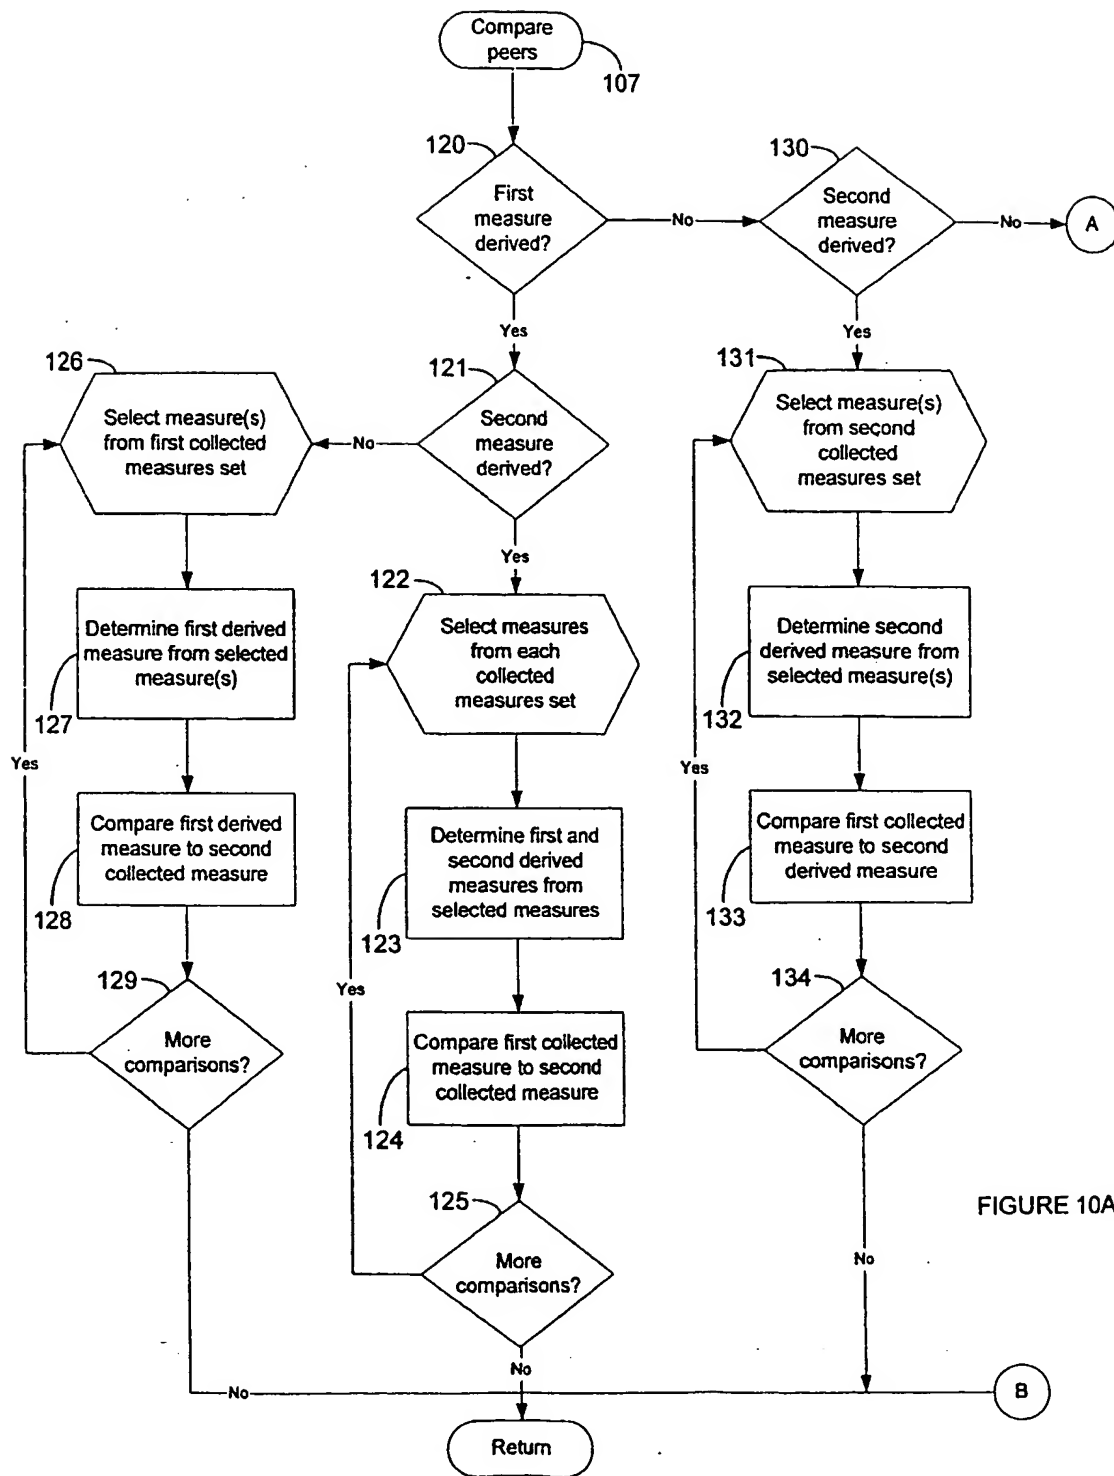 Compare
peers
107
120
First
measure
derived?
No
130
Second
measure
derived?
No
A
Yes
Yes
126
Select measure(s)
from first collected
measures set
No
121
Second
measure
derived?
131
Select measure(s)
from second
collected
measures set
Yes
122
Select measures
from each
collected
measures set
Determine first derived
measure from selected
measure(s)
127
Determine second
derived measure from
selected measure(s)
132
Yes
Yes
Compare first derived
measure to second
collected measure
128
Determine first and
second derived
measures from
selected measures
123
Compare first collected
measure to second
derived measure
133
129
More
comparisons?
Yes
134
More
comparisons?
Compare first collected
measure to second
collected measure
124
125
More
comparisons?
FIGURE 10A
No
No
No
B
Return